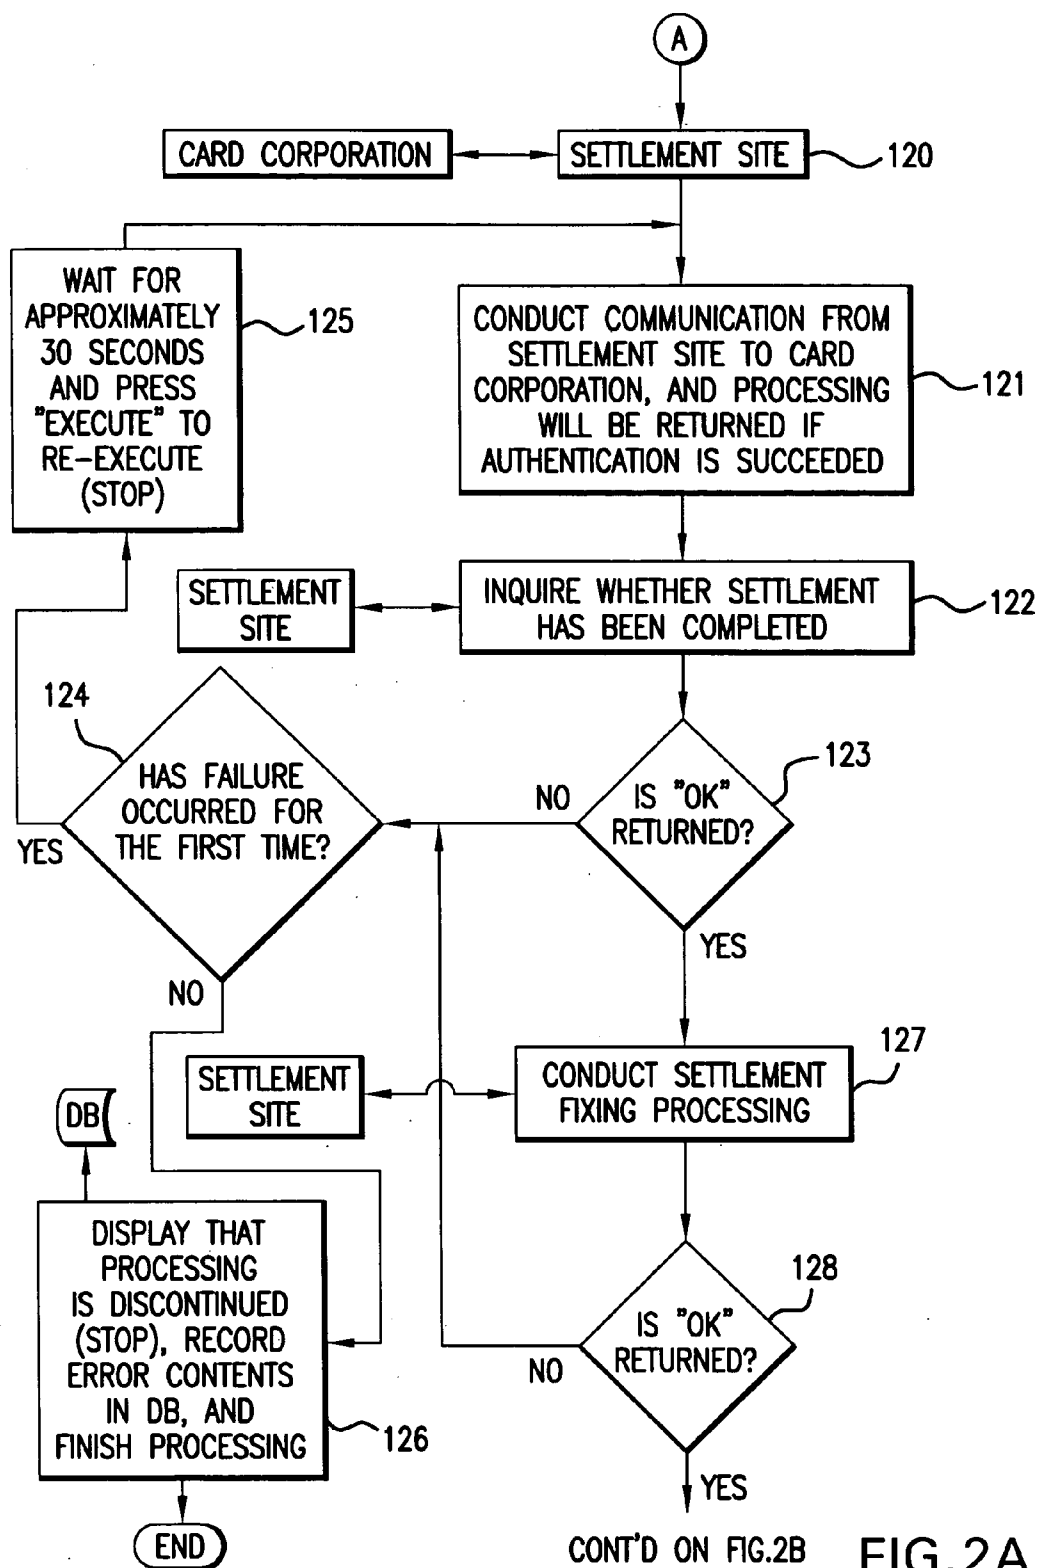 A
CARD CORPORATION
SETTLEMENT SITE
120
WAIT FOR
APPROXIMATELY
30 SECONDS
AND PRESS
"EXECUTE" TO
RE-EXECUTE
(STOP)
125
CONDUCT COMMUNICATION FROM
SETTLEMENT SITE TO CARD
CORPORATION, AND PROCESSING
WILL BE RETURNED IF
AUTHENTICATION IS SUCCEEDED
121
SETTLEMENT
SITE
INQUIRE WHETHER SETTLEMENT
HAS BEEN COMPLETED
122
124
HAS FAILURE
OCCURRED FOR
THE FIRST TIME?
YES
NO
NO
IS "OK"
RETURNED?
123
YES
SETTLEMENT
SITE
CONDUCT SETTLEMENT
FIXING PROCESSING
127
DB
DISPLAY THAT
PROCESSING
IS DISCONTINUED
(STOP), RECORD
ERROR CONTENTS
IN DB, AND
FINISH PROCESSING
126
END
IS "OK"
RETURNED?
128
NO
YES
CONT'D ON FIG.2B
FIG.2A